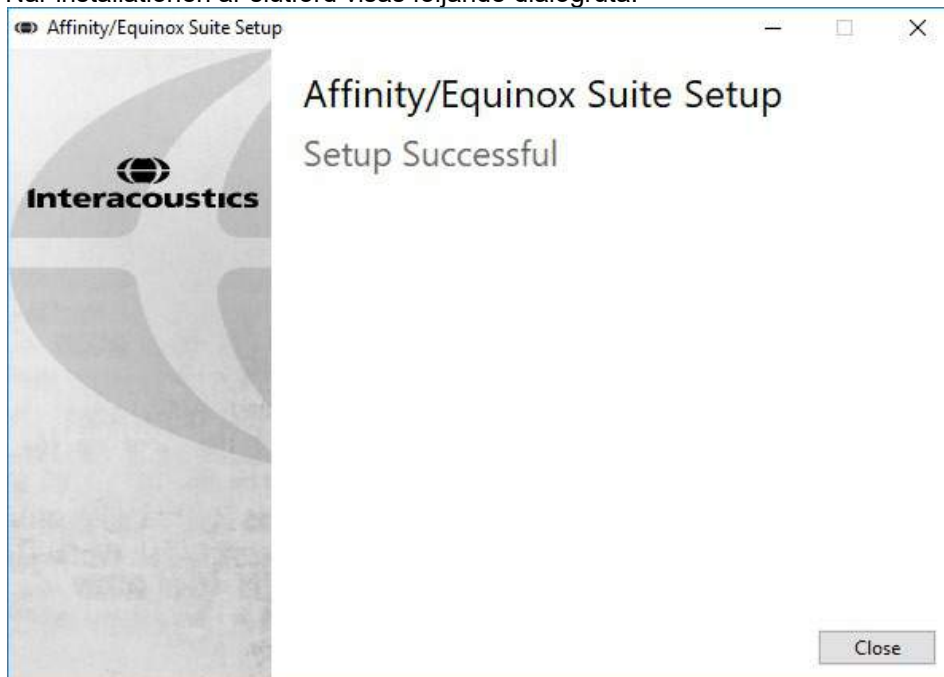 När installationen är slutförd visas följande dialogruta.
Affinity/Equinox Suite Setup
Affinity/Equinox Suite Setup
Setup Successful
Interacoustics
Close